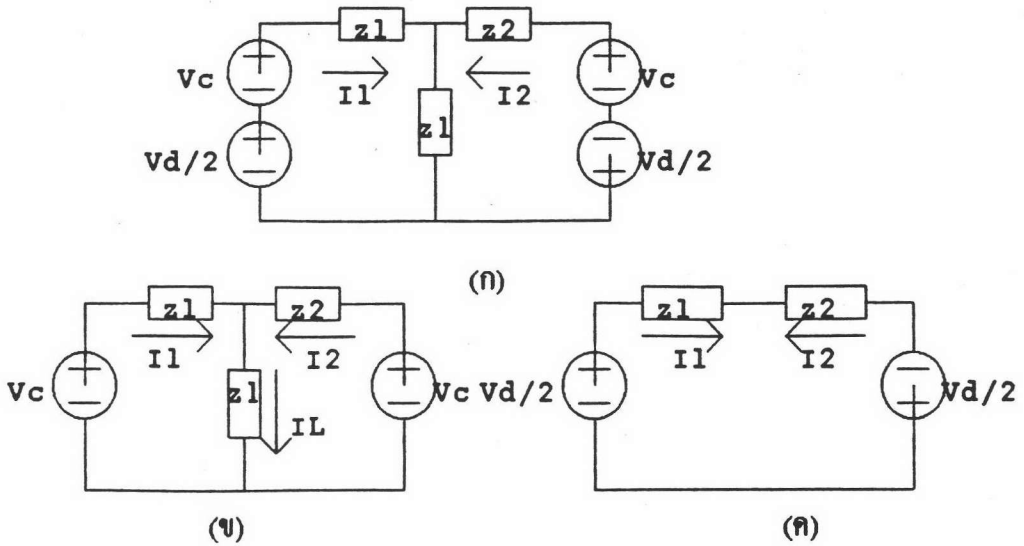 z1 z2
Vc I1 I2 Vc
z1
Vd/2 Vd/2
(ก)
z1 z2 z1 z2
I1 I2 I1 I2
Vc z1 Vc Vd/2 Vd/2
IL
(ข) (ค)